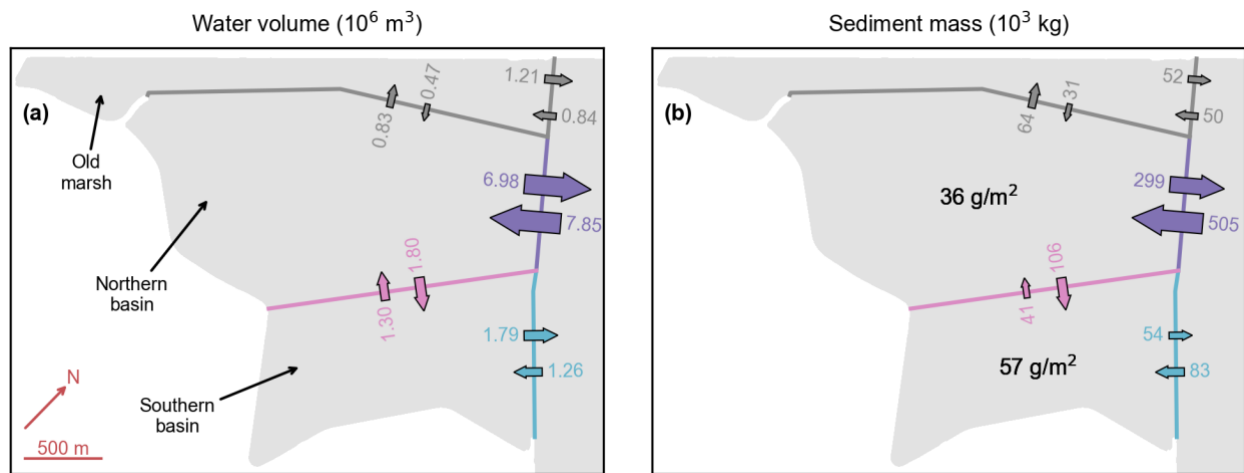 Water volume (10⁶ m³)
(a)
1.21
0.84
0.47
0.83
Old
marsh
6.98
7.85
Northern
basin
1.80
1.30
1.79
1.26
Southern
basin
N
500 m
Sediment mass (10³ kg)
(b)
52
50
31
64
36 g/m²
299
505
106
41
54
83
57 g/m²